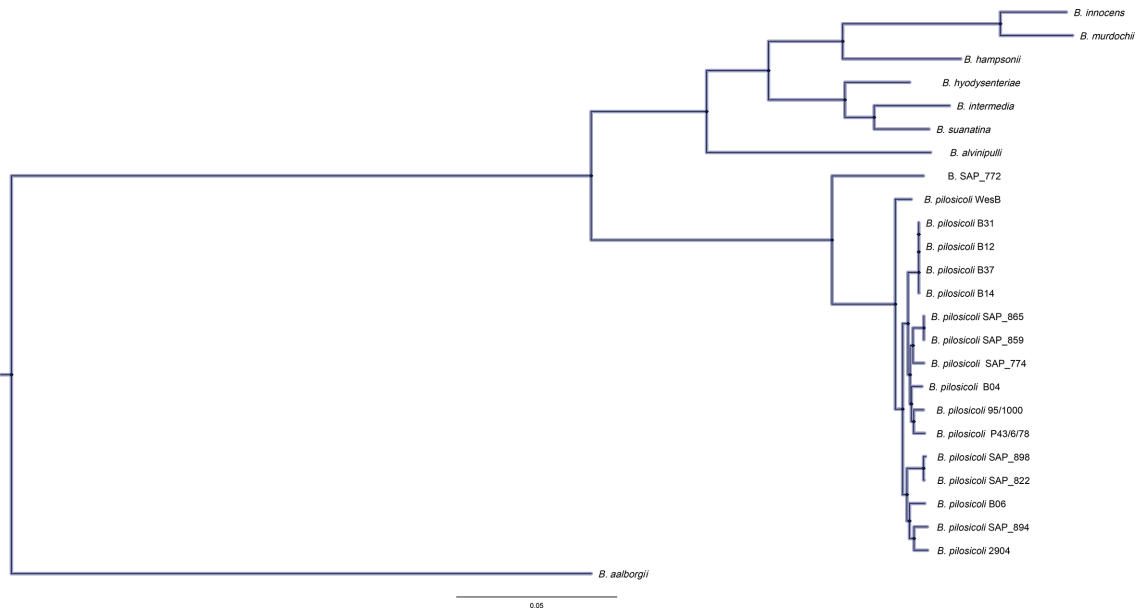 B. innocens
B. murdochii
B. hampsonii
B. hyodysenteriae
B. intermedia
B. suanatina
B. alvinipulli
B. SAP_772
B. pilosicoli WesB
B. pilosicoli B31
B. pilosicoli B12
B. pilosicoli B37
B. pilosicoli B14
B. pilosicoli SAP_865
B. pilosicoli SAP_859
B. pilosicoli SAP_774
B. pilosicoli B04
B. pilosicoli 95/1000
B. pilosicoli P43/6/78
B. pilosicoli SAP_898
B. pilosicoli SAP_822
B. pilosicoli B06
B. pilosicoli SAP_894
B. pilosicoli 2904
B. aalborgii
0.05